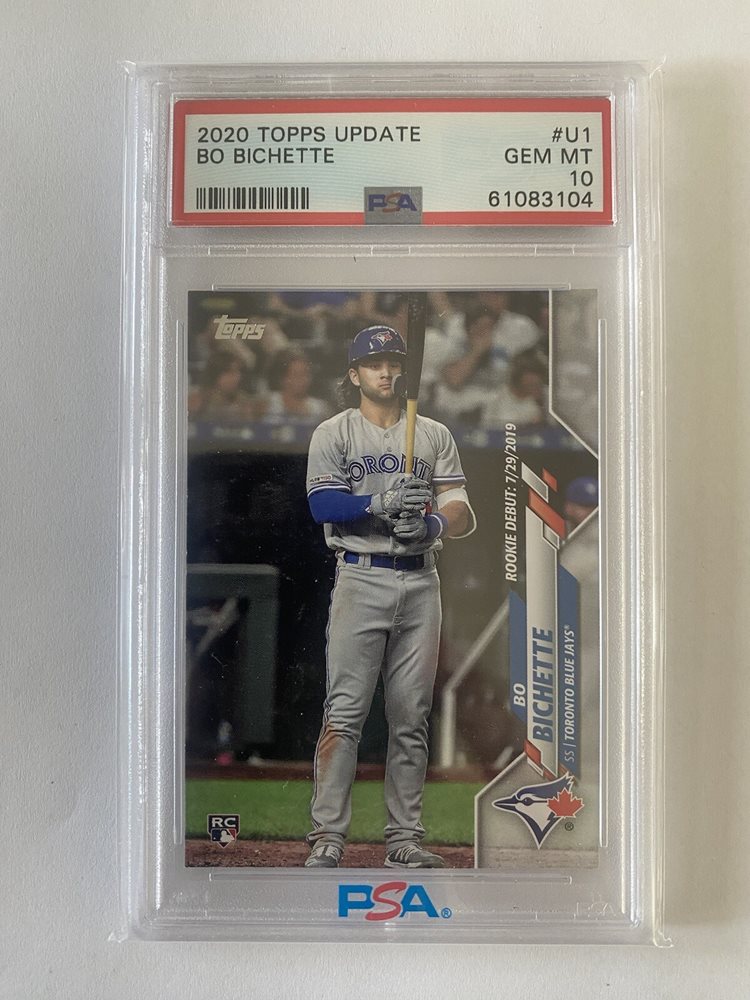 2020 TOPPS UPDATE #U1
BO BICHETTE GEM MT
10
PSA 61083104
Topps
TORONTO
ROOKIE DEBUT: 7/29/2019
BO
BICHETTE
SS | TORONTO BLUE JAYS®
®
RC
PSA®
PSA